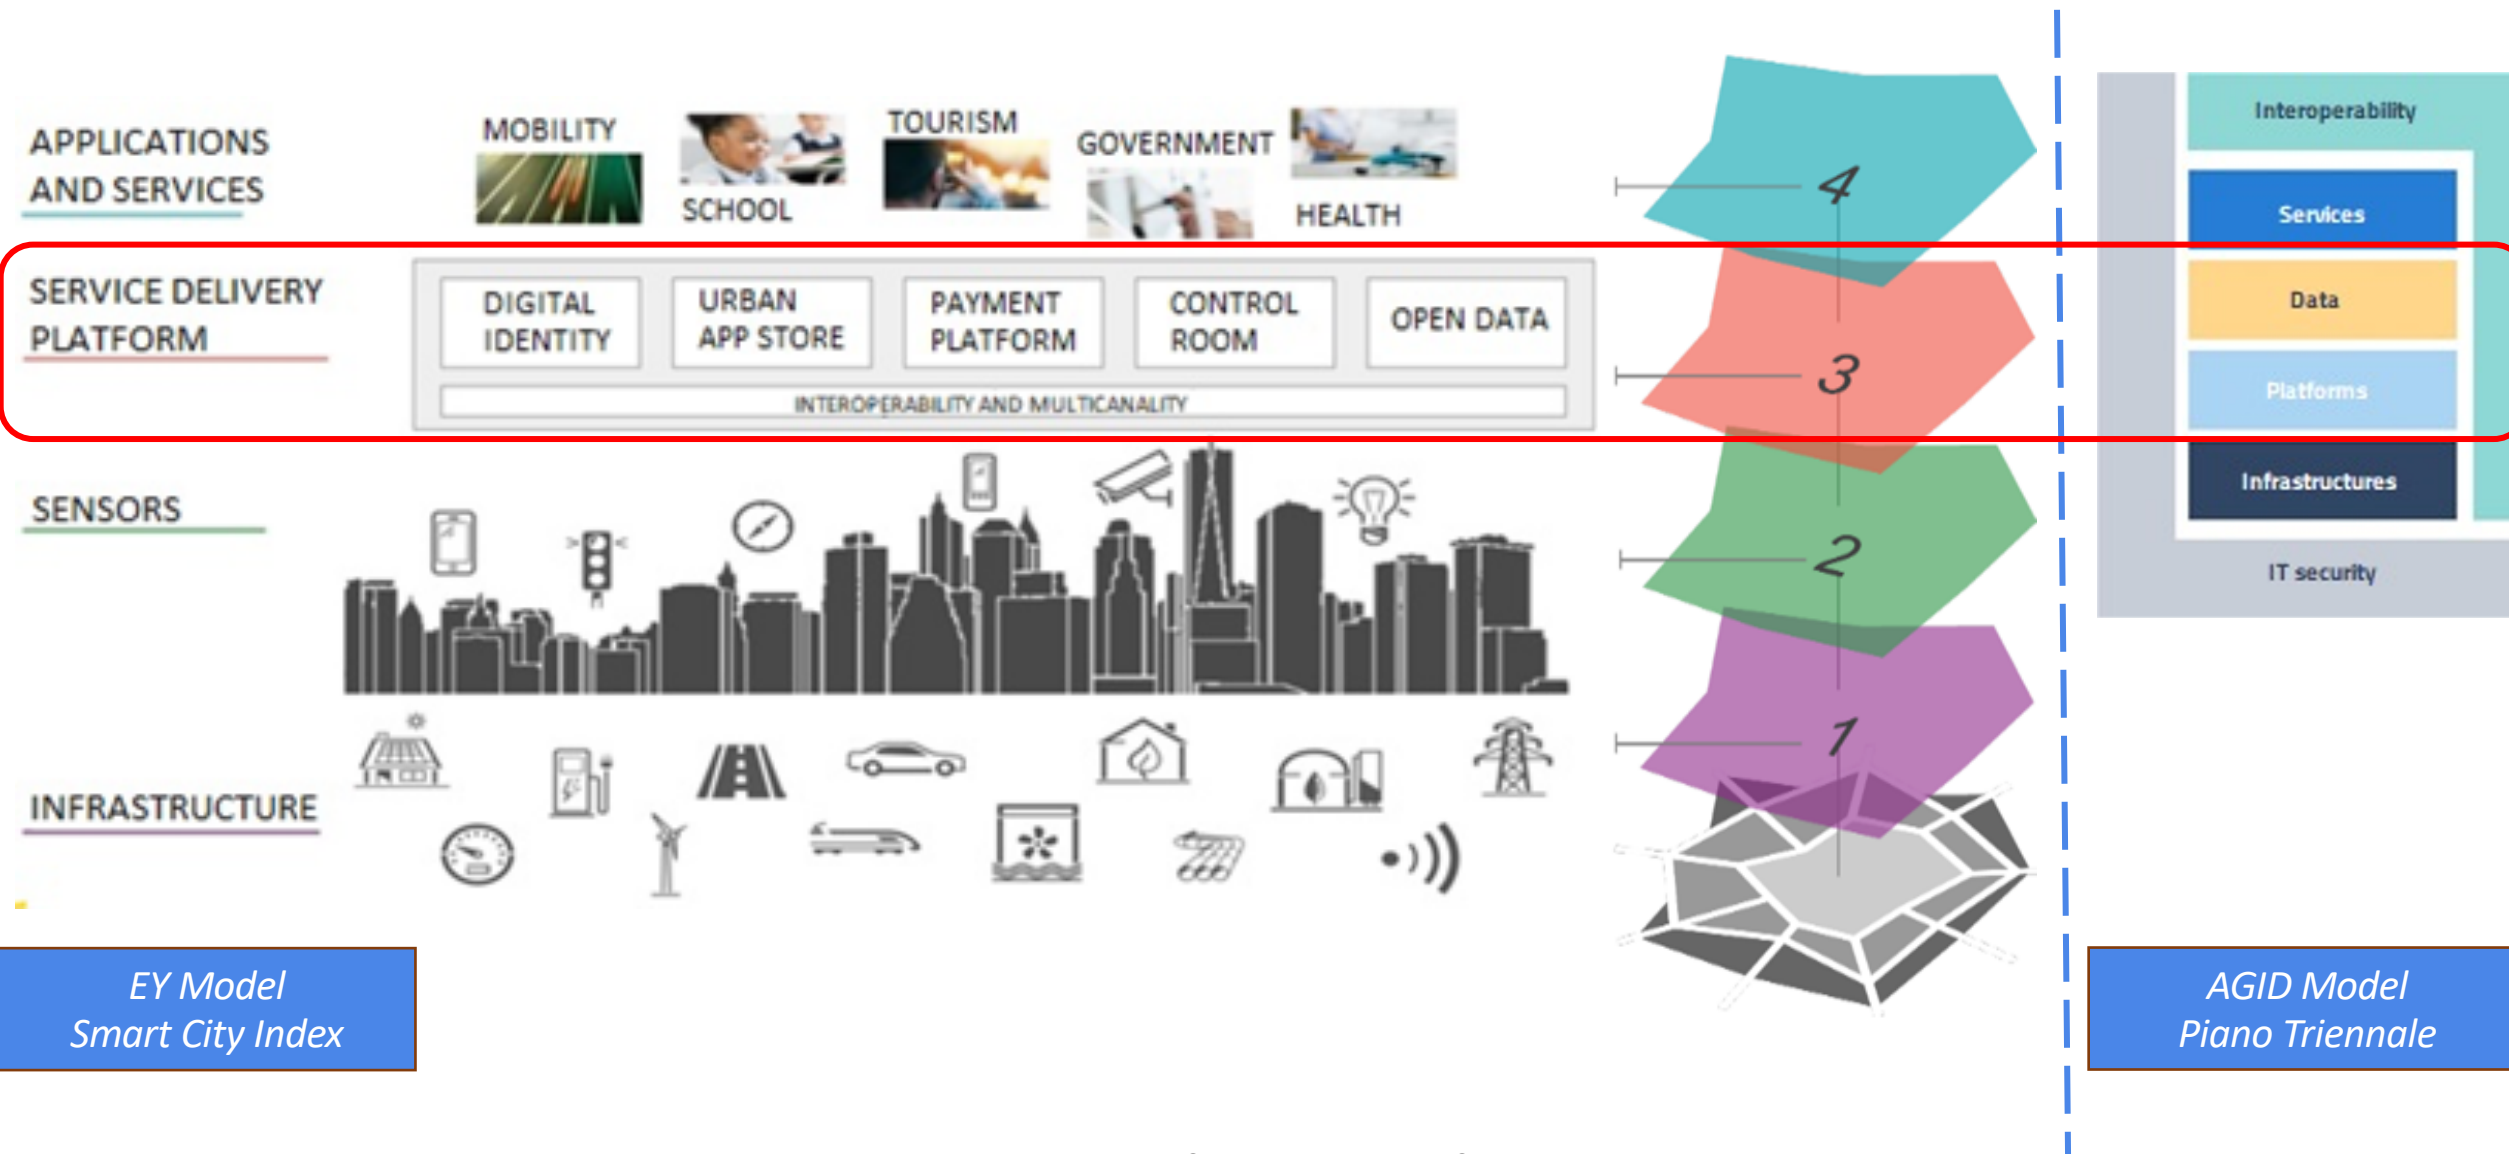 APPLICATIONS
AND SERVICES
MOBILITY
SCHOOL
TOURISM
GOVERNMENT
HEALTH
4
SERVICE DELIVERY
PLATFORM
DIGITAL
IDENTITY
URBAN
APP STORE
PAYMENT
PLATFORM
CONTROL
ROOM
OPEN DATA
INTEROPERABILITY AND MULTICANALITY
3
SENSORS
2
INFRASTRUCTURE
1
Interoperability
Services
Data
Platforms
Infrastructures
IT security
EY Model
Smart City Index
AGID Model
Piano Triennale